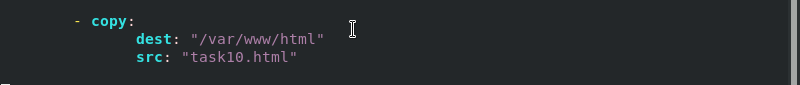 - copy:
dest: "/var/www/html"
src: "task10.html"